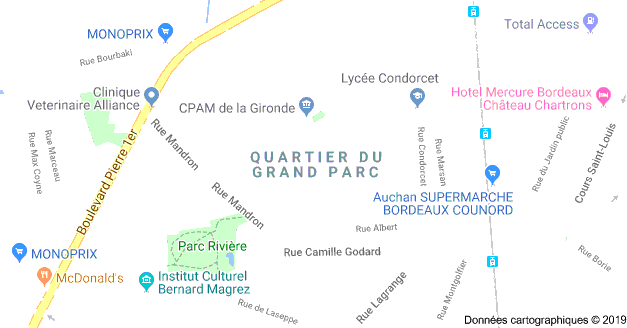 Total Access
MONOPRIX
Rue Bourbaki
Lycée Condorcet
Clinique
Veterinaire Alliance
CPAM de la Gironde
Hotel Mercure Bordeaux
Château Chartrons
Rue Mandron
Rue Marceau
Rue Max Coyne
Boulevard Pierre 1er
QUARTIER DU
GRAND PARC
Rue Condorcet
Rue Marsan
Rue du Jardin public
Cours Saint-Louis
Rue Mandron
Auchan SUPERMARCHE
BORDEAUX COUNORD
Rue Albert
Parc Rivière
Rue Camille Godard
MONOPRIX
McDonald's
Institut Culturel
Bernard Magrez
Rue Lagrange
Rue Montgolfier
Rue Borie
Rue de Laseppe
Données cartographiques © 2019